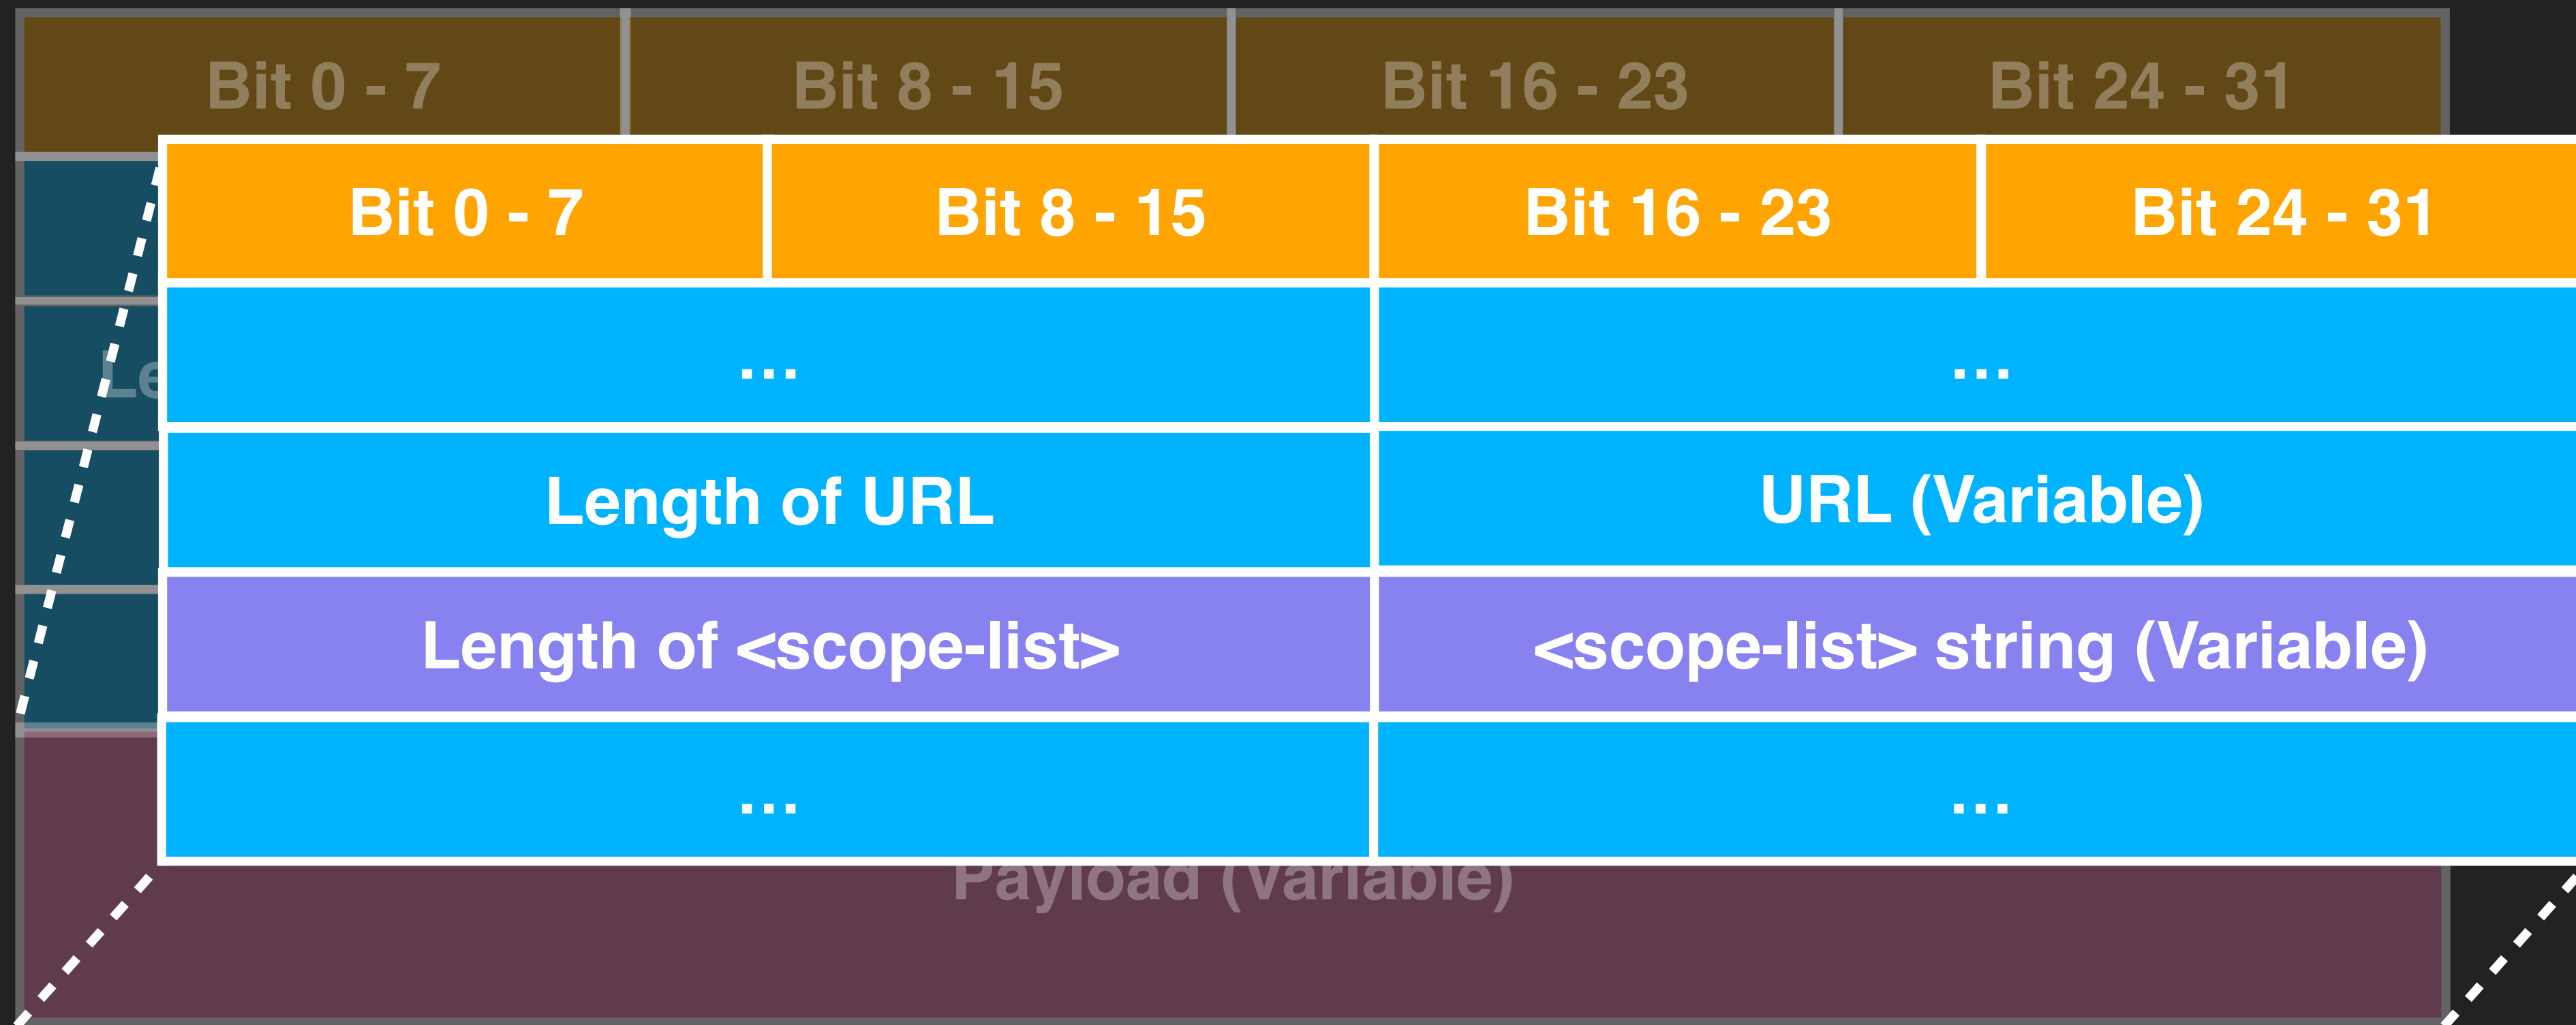 Bit 0 - 7 Bit 8 - 15 Bit 16 - 23 Bit 24 - 31
Bit 0 - 7 Bit 8 - 15 Bit 16 - 23 Bit 24 - 31
... ...
Le
Length of URL URL (Variable)
Length of <scope-list> <scope-list> string (Variable)
... ...
Payload (Variable)